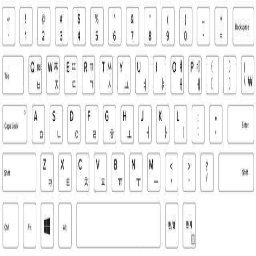 ~ ! @ # $ % ^ & * ( ) _ +
` 1 2 3 4 5 6 7 8 9 0 - = Backspace
Tab Q ㅂ W ㅈ E ㄷ R ㄱ T ㅅ Y ㅛ U ㅕ I ㅑ O ㅐ P ㅔ { [ } ] | ₩
Caps Lock A ㅁ S ㄴ D ㅇ F ㄹ G ㅎ H ㅗ J ㅓ K ㅏ L ㅣ : ; " ' Enter
Shift Z ㅋ X ㅌ C ㅊ V ㅍ B ㅠ N ㅜ M ㅡ < , > . ? / Shift
Ctrl Fn Alt 한/영 한자